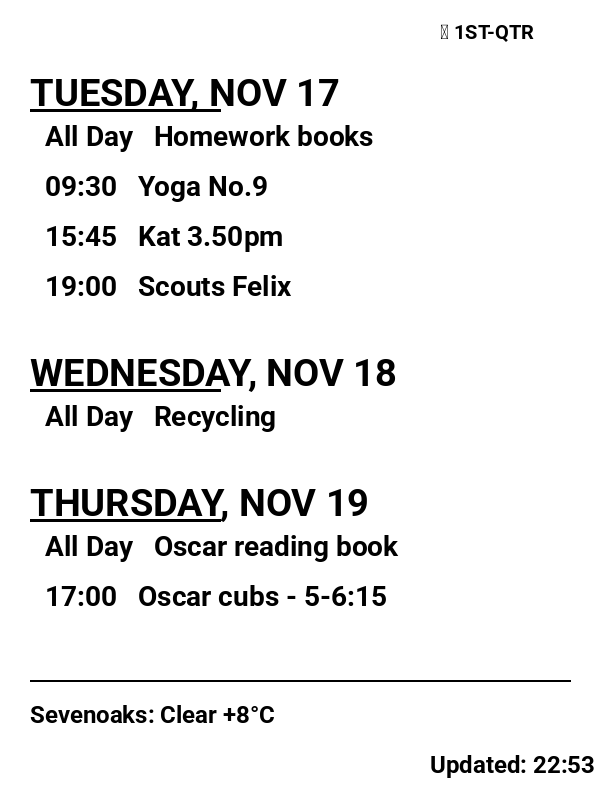 1ST-QTR
TUESDAY, NOV 17
All Day Homework books
09:30 Yoga No.9
15:45 Kat 3.50pm
19:00 Scouts Felix
WEDNESDAY, NOV 18
All Day Recycling
THURSDAY, NOV 19
All Day Oscar reading book
17:00 Oscar cubs - 5-6:15
Sevenoaks: Clear +8°C
Updated: 22:53